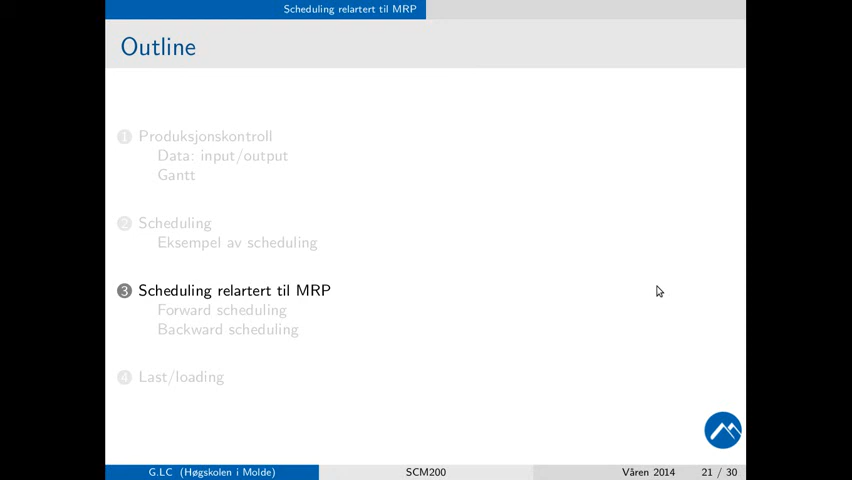 Scheduling relartert til MRP
Outline
1 Produksjonskontroll
Data: input/output
Gantt
2 Scheduling
Eksempel av scheduling
3 Scheduling relartert til MRP
Forward scheduling
Backward scheduling
4 Last/loading
G.LC (Høgskolen i Molde) SCM200 Våren 2014 21 / 30